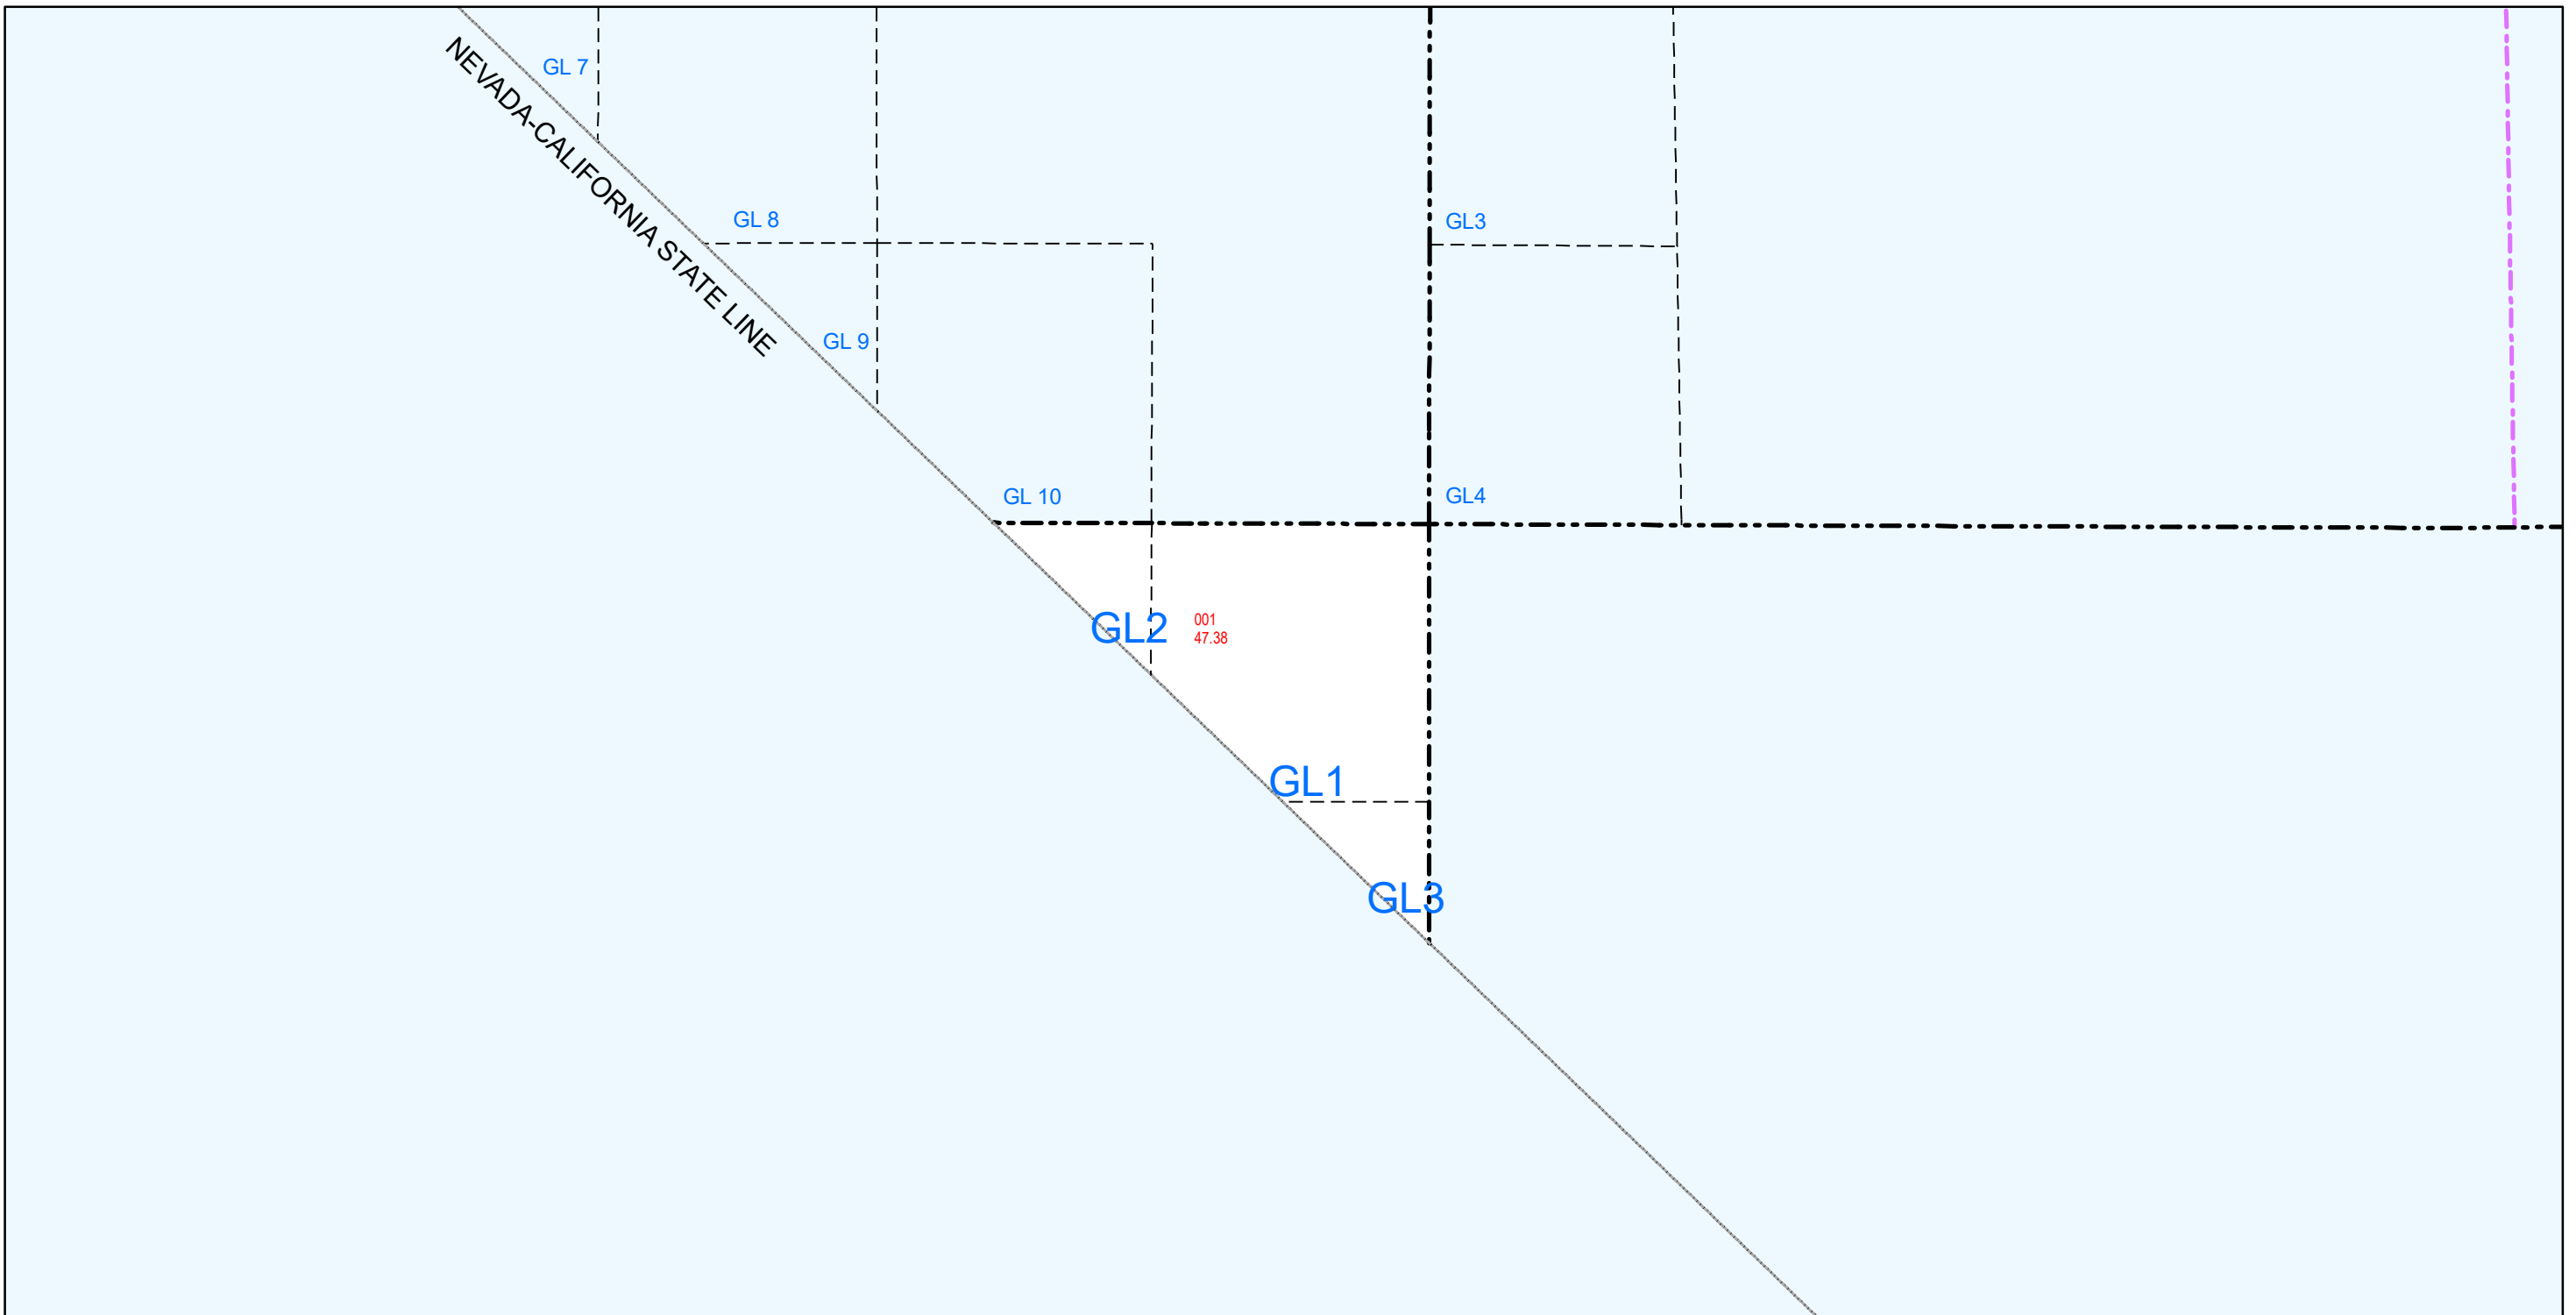 GL 7
NEVADA-CALIFORNIA STATE LINE
GL 8
GL3
GL 9
GL 10
GL4
GL2
001
47.38
GL1
GL3